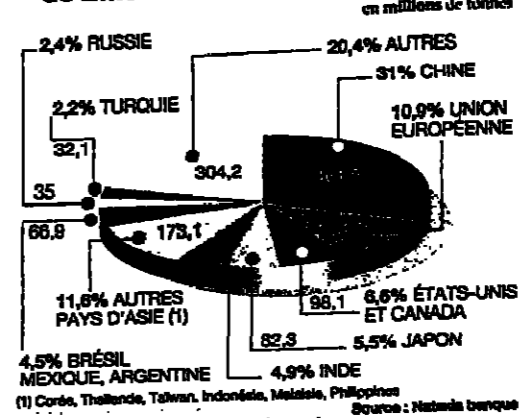 en millions de tonnes
2,4% RUSSIE
20,4% AUTRES
31% CHINE
2,2% TURQUIE
10,9% UNION
EUROPÉENNE
32,1
304,2
35
66,9
173,1
11,6% AUTRES
PAYS D'ASIE (1)
98,1
6,6% ÉTATS-UNIS
ET CANADA
82,3
5,5% JAPON
4,5% BRÉSIL
MEXIQUE, ARGENTINE
4,9% INDE
(1) Corée, Thaïlande, Taïwan, Indonésie, Malaisie, Philippines
Source : Natexis banque